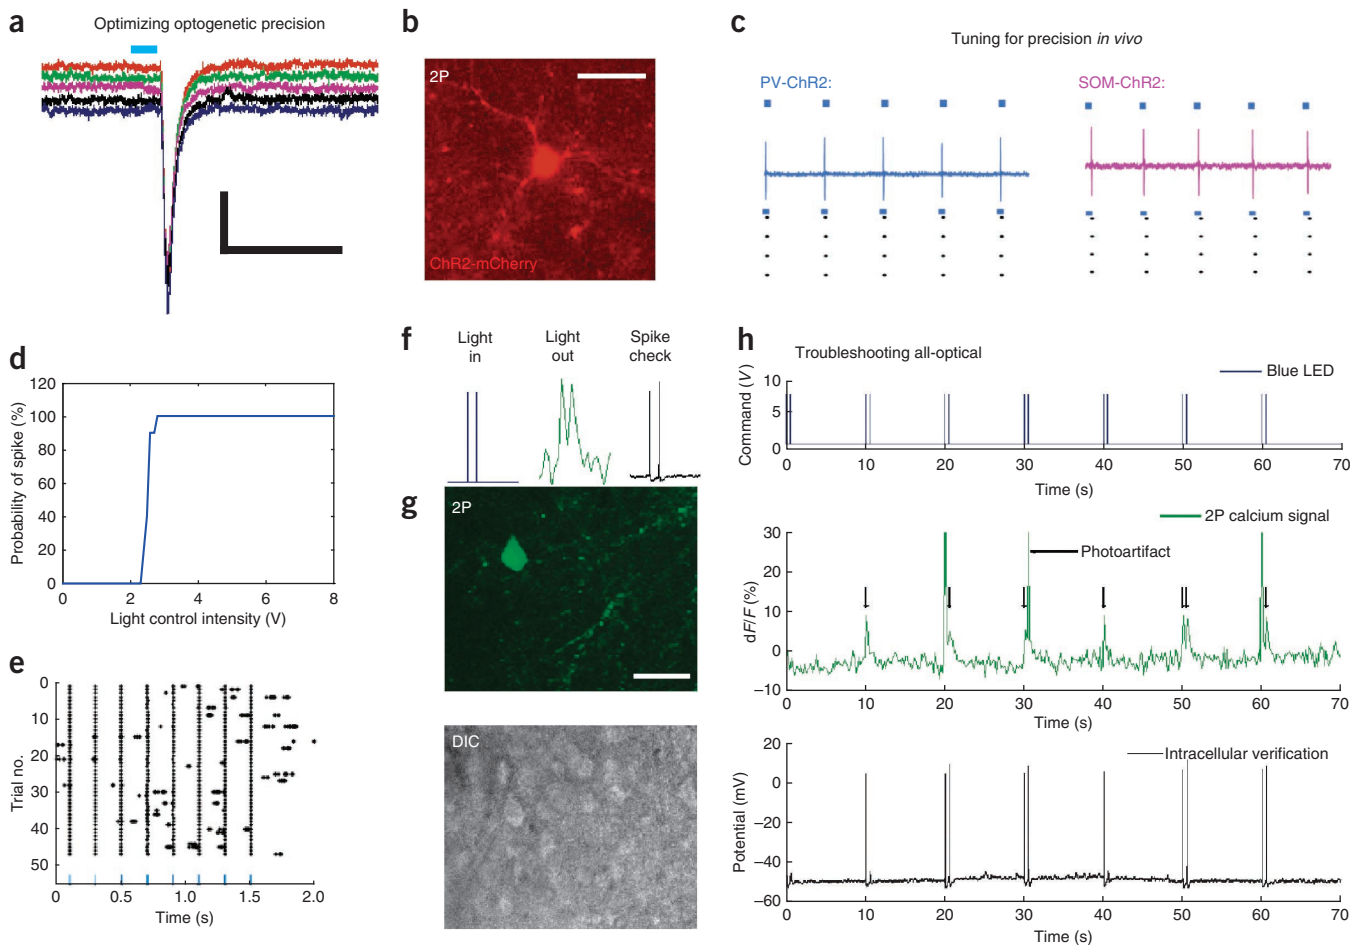 a
Optimizing optogenetic precision
b
2P
ChR2-mCherry
c
Tuning for precision in vivo
PV-ChR2:
SOM-ChR2:
d
Probability of spike (%)
120
100
80
60
40
20
0
0 2 4 6 8
Light control intensity (V)
e
Trial no.
0
10
20
30
40
50
0 0.5 1.0 1.5 2.0
Time (s)
f
Light in
Light out
Spike check
g
2P
DIC
h
Troubleshooting all-optical
Blue LED
Command (V)
10
5
0
0 10 20 30 40 50 60 70
Time (s)
2P calcium signal
Photoartifact
dF/F (%)
30
20
10
0
–10
0 10 20 30 40 50 60 70
Time (s)
Intracellular verification
Potential (mV)
20
0
–20
–40
–60
0 10 20 30 40 50 60 70
Time (s)